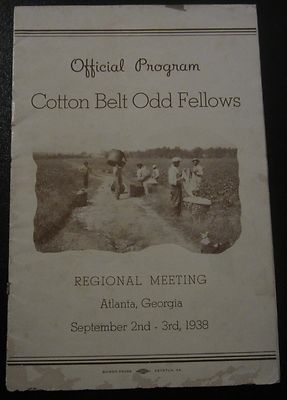 Official Program
Cotton Belt Odd Fellows
REGIONAL MEETING
Atlanta, Georgia
September 2nd - 3rd, 1938